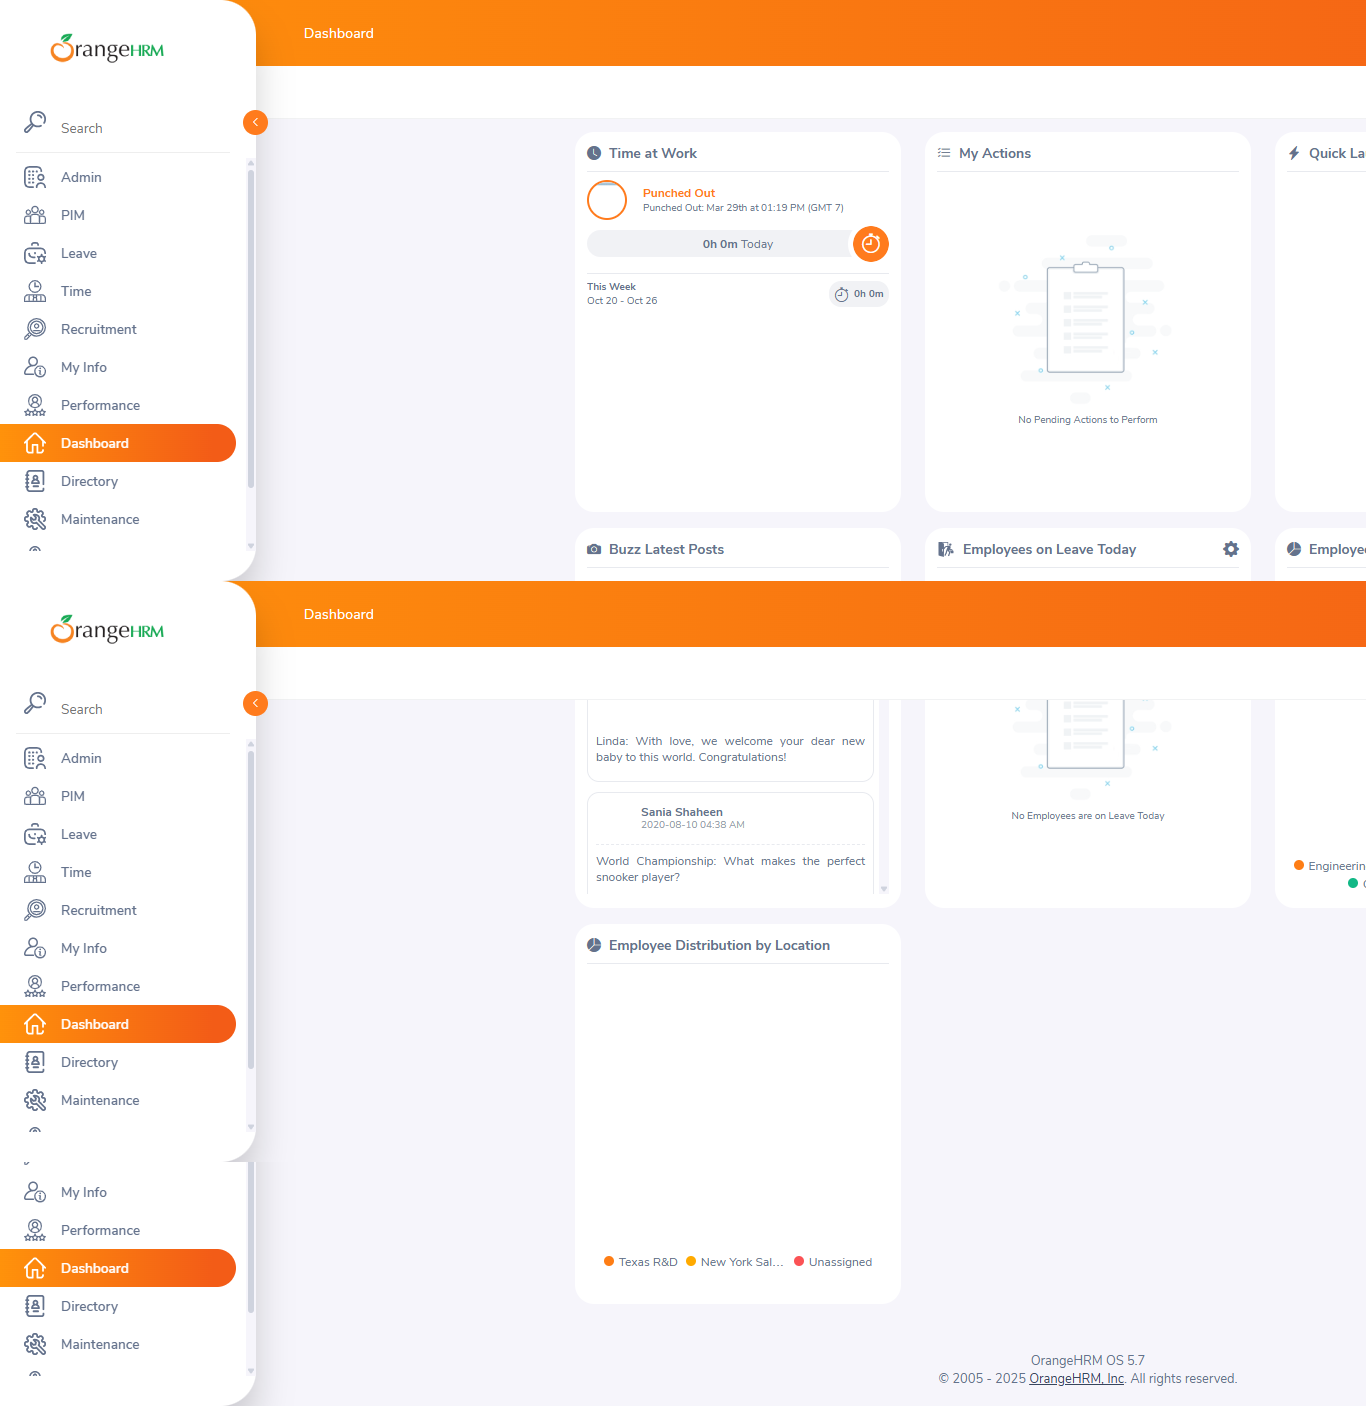 OrangeHRM
Dashboard
Search
Admin
PIM
Leave
Time
Recruitment
My Info
Performance
Dashboard
Directory
Maintenance
Time at Work
Punched Out
Punched Out: Mar 29th at 01:19 PM (GMT 7)
0h 0m Today
This Week
Oct 20 - Oct 26
0h 0m
My Actions
No Pending Actions to Perform
Quick La
Buzz Latest Posts
Employees on Leave Today
Employee
OrangeHRM
Dashboard
Search
Admin
PIM
Leave
Time
Recruitment
My Info
Performance
Dashboard
Directory
Maintenance
Linda: With love, we welcome your dear new
baby to this world. Congratulations!
Sania Shaheen
2020-08-10 04:38 AM
World Championship: What makes the perfect
snooker player?
No Employees are on Leave Today
Engineerin
Employee Distribution by Location
My Info
Performance
Dashboard
Directory
Maintenance
Texas R&D
New York Sal...
Unassigned
OrangeHRM OS 5.7
© 2005 - 2025 OrangeHRM, Inc. All rights reserved.